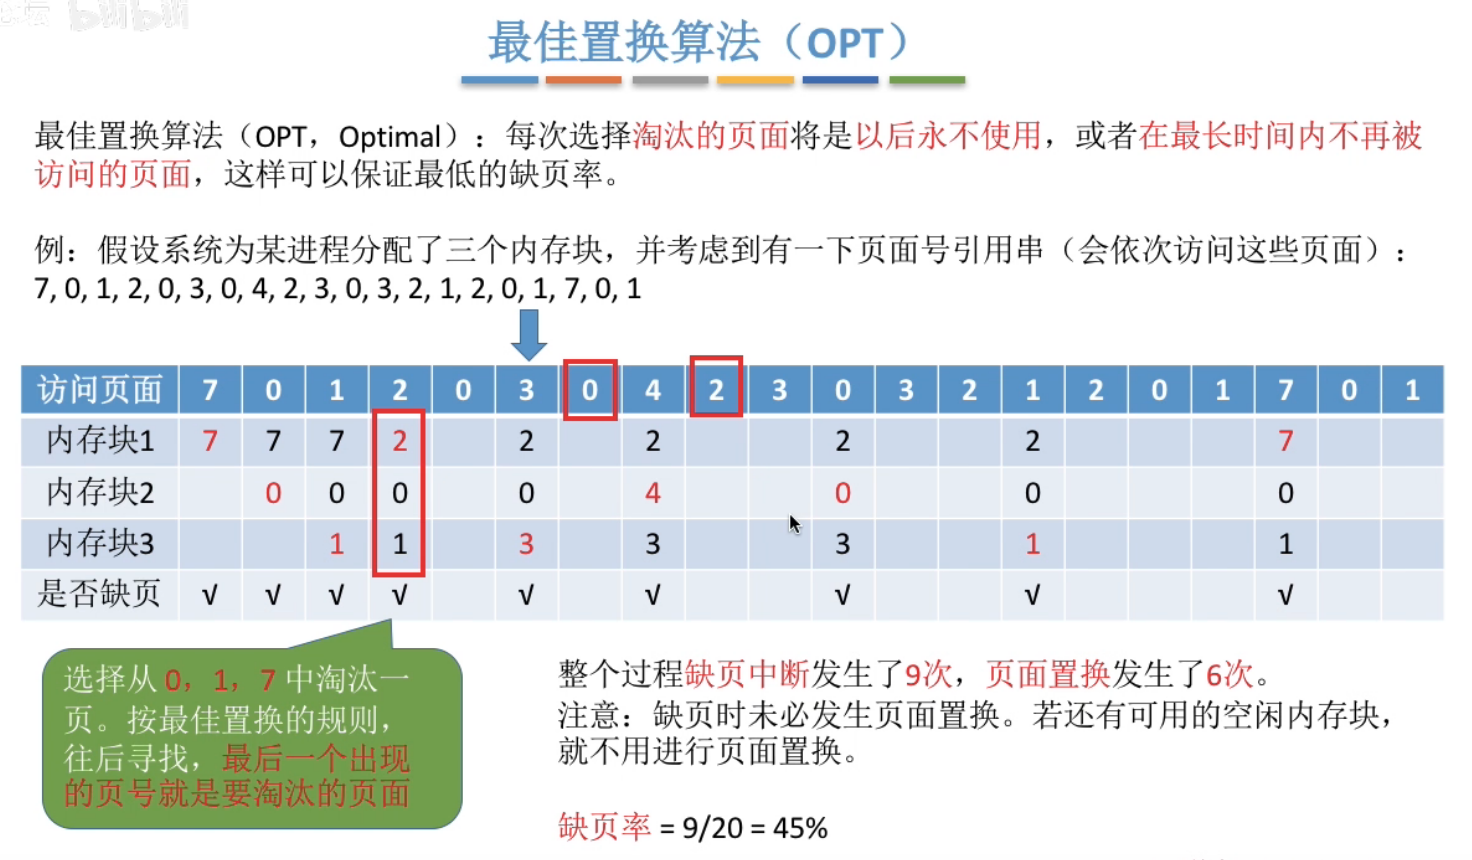 bilibili
最佳置换算法（OPT）
最佳置换算法（OPT，Optimal）：每次选择淘汰的页面将是以后永不使用，或者在最长时间内不再被
访问的页面，这样可以保证最低的缺页率。
例：假设系统为某进程分配了三个内存块，并考虑到有一下页面号引用串（会依次访问这些页面）：
7, 0, 1, 2, 0, 3, 0, 4, 2, 3, 0, 3, 2, 1, 2, 0, 1, 7, 0, 1
访问页面 7 0 1 2 0 3 0 4 2 3 0 3 2 1 2 0 1 7 0 1
内存块1 7 7 7 2 2 2 2 2 7
内存块2 0 0 0 0 4 0 0 0
内存块3 1 1 3 3 3 1 1
是否缺页 √ √ √ √ √ √ √ √ √
选择从 0，1，7 中淘汰一
页。按最佳置换的规则，
往后寻找，最后一个出现
的页号就是要淘汰的页面
整个过程缺页中断发生了9次，页面置换发生了6次。
注意：缺页时未必发生页面置换。若还有可用的空闲内存块，
就不用进行页面置换。
缺页率 = 9/20 = 45%